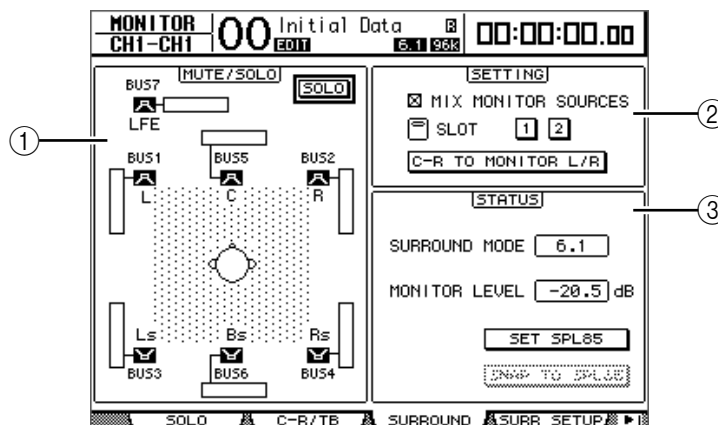 MONITOR
CH1-CH1
00
Initial Data
EDIT
6.1 96K
00:00:00.00
MUTE/SOLO
SOLO
BUS7
LFE
BUS1 BUS5 BUS2
L C R
Ls Bs Rs
BUS3 BUS6 BUS4
1
SETTING
MIX MONITOR SOURCES
SLOT 1 2
C-R TO MONITOR L/R
2
STATUS
SURROUND MODE 6.1
MONITOR LEVEL -20.5 dB
SET SPL85
SNAP TO SPL85
3
SOLO C-R/TB SURROUND SURR SETUP